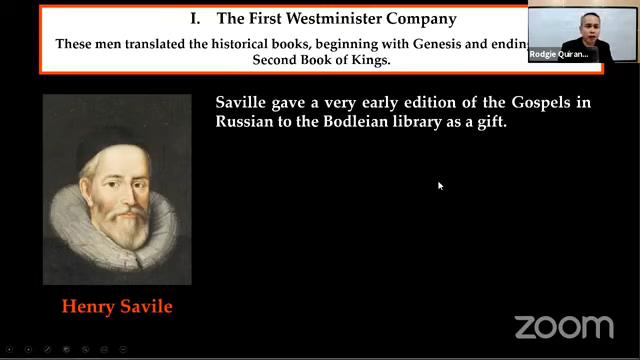 I. The First Westminister Company
These men translated the historical books, beginning with Genesis and ending
Second Book of Kings.
Rodgie Quiran...
Saville gave a very early edition of the Gospels in
Russian to the Bodleian library as a gift.
Henry Savile
zoom